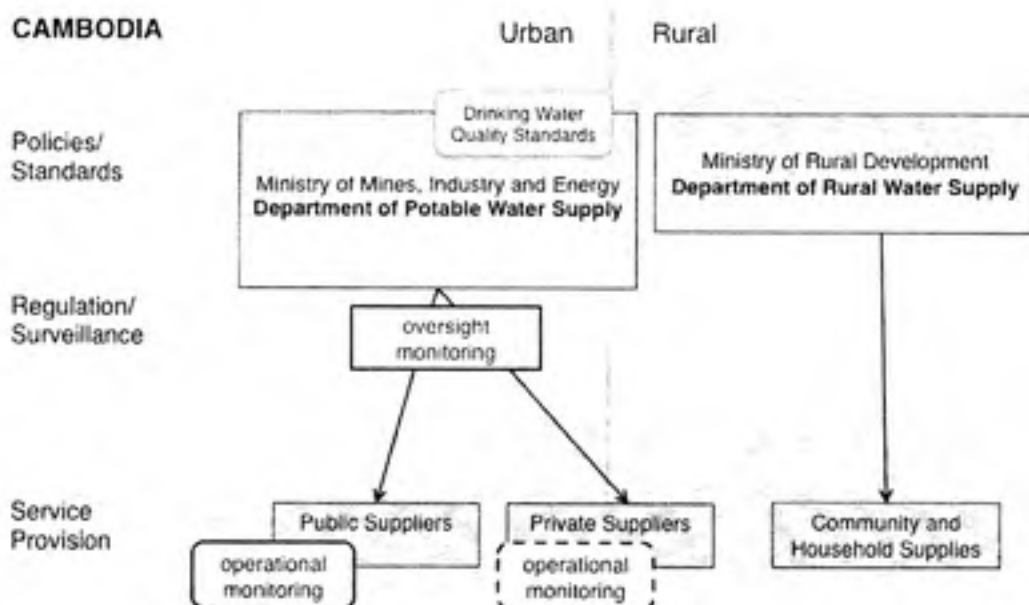 CAMBODIA
Urban
Rural
Policies/
Standards
Drinking Water
Quality Standards
Ministry of Mines, Industry and Energy
Department of Potable Water Supply
Ministry of Rural Development
Department of Rural Water Supply
Regulation/
Surveillance
oversight
monitoring
Service
Provision
Public Suppliers
operational
monitoring
Private Suppliers
operational
monitoring
Community and
Household Supplies